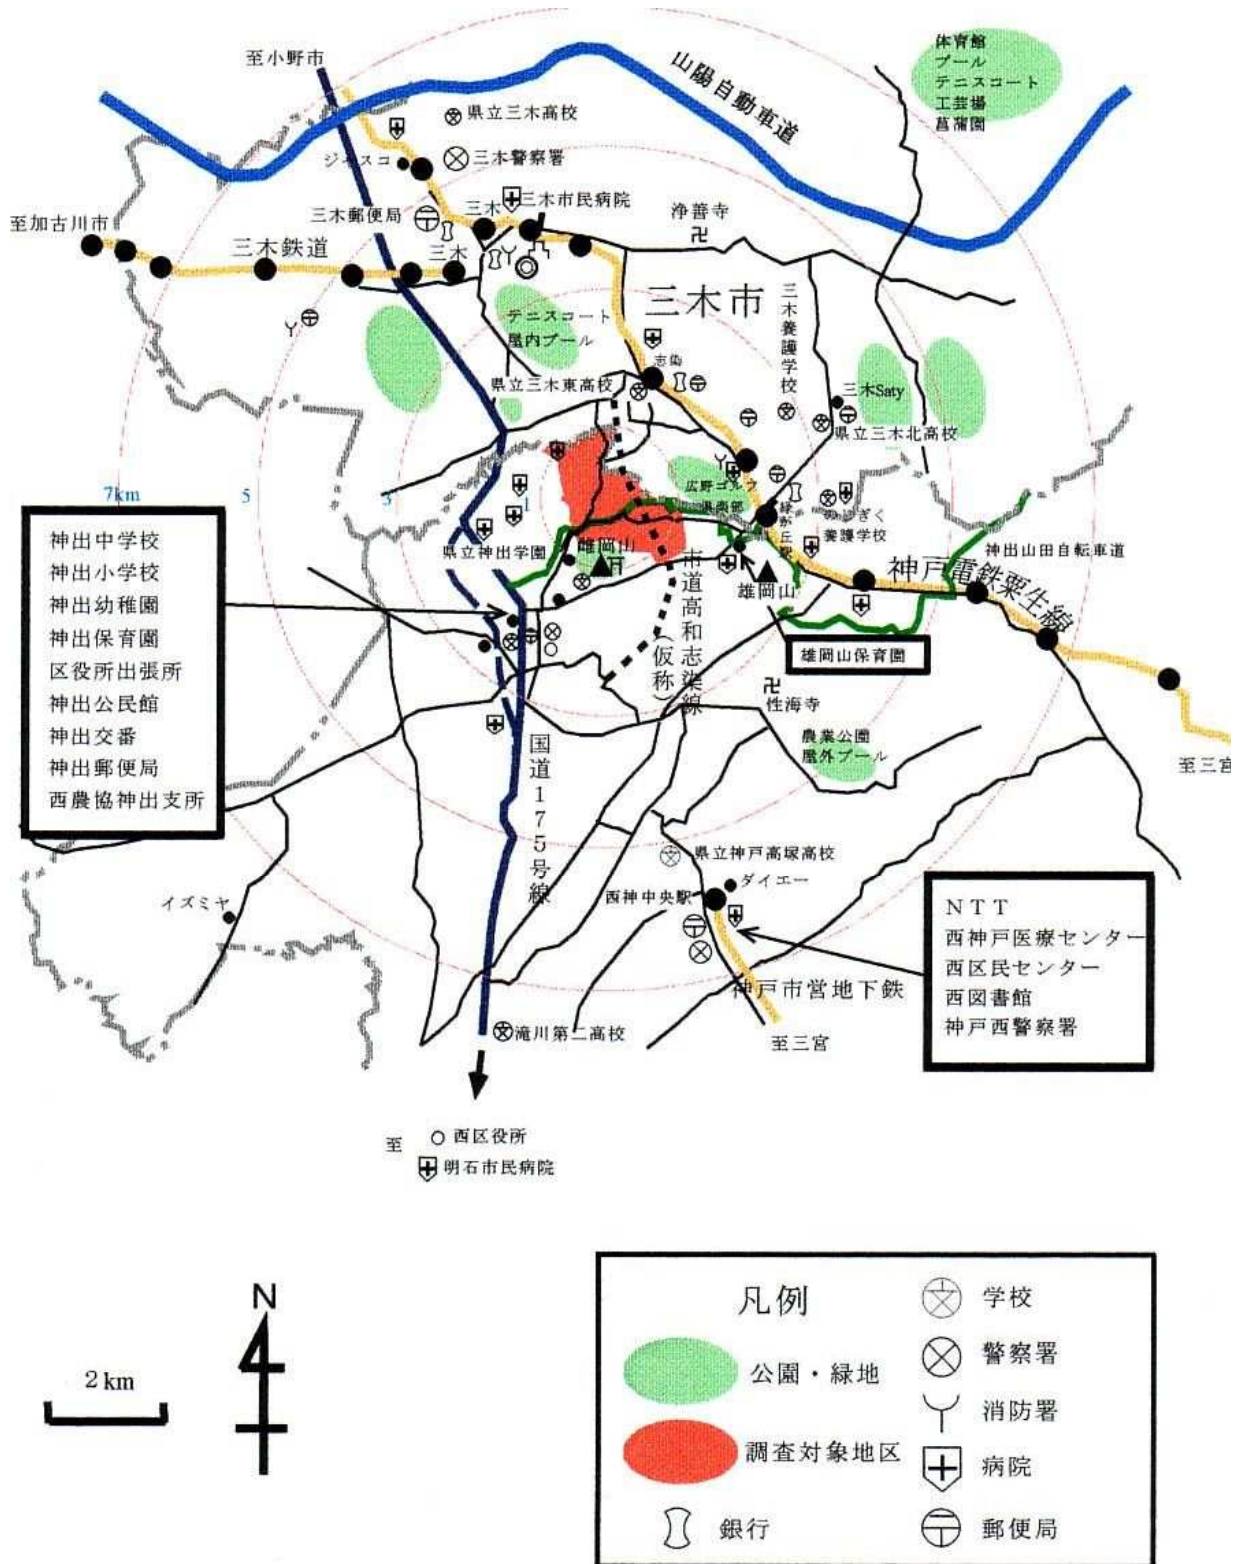 至小野市
体育館
プール
テニスコート
工芸場
菖蒲園
山陽自動車道
県立三木高校
ジャスコ
三木警察署
三木郵便局
三木
三木市民病院
至加古川市
三木鉄道
三木
浄善寺
三木市
三木養護学校
テニスコート
屋内プール
志染
県立三木東高校
三木Saty
県立三木北高校
広野ゴルフ
倶楽部
緑が丘駅
のじぎく
養護学校
7km
5
3
1
神出中学校
神出小学校
神出幼稚園
神出保育園
区役所出張所
神出公民館
神出交番
神出郵便局
西農協神出支所
県立神出学園
雄岡山
雄岡山
神出山田自転車道
神戸電鉄粟生線
市道高和志染線
(仮称)
雄岡山保育園
性海寺
農業公園
屋外プール
至三宮
国道175号線
県立神戸高塚高校
ダイエー
西神中央駅
イズミヤ
NTT
西神戸医療センター
西区民センター
西図書館
神戸西警察署
神戸市営地下鉄
至三宮
滝川第二高校
至
西区役所
明石市民病院
N
2 km
凡例
学校
公園・緑地
警察署
消防署
調査対象地区
病院
銀行
郵便局